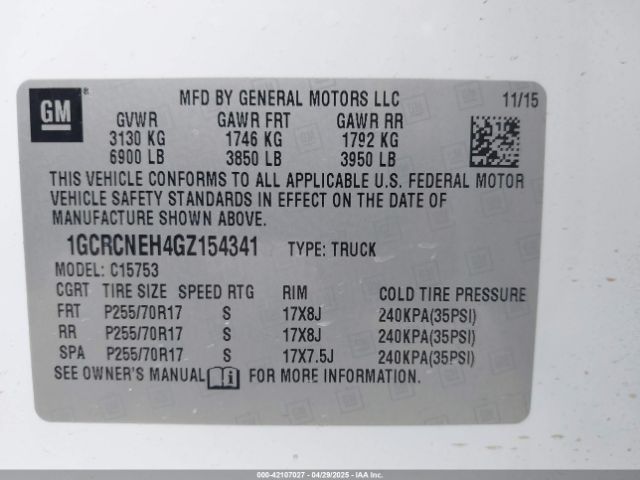 GM ® MFD BY GENERAL MOTORS LLC 11/15
GVWR GAWR FRT GAWR RR
3130 KG 1746 KG 1792 KG
6900 LB 3850 LB 3950 LB
THIS VEHICLE CONFORMS TO ALL APPLICABLE U.S. FEDERAL MOTOR
VEHICLE SAFETY STANDARDS IN EFFECT ON THE DATE OF
MANUFACTURE SHOWN ABOVE.
1GCRCNEH4GZ154341 TYPE: TRUCK
MODEL: C15753
CGRT TIRE SIZE SPEED RTG RIM COLD TIRE PRESSURE
FRT P255/70R17 S 17X8J 240KPA(35PSI)
RR P255/70R17 S 17X8J 240KPA(35PSI)
SPA P255/70R17 S 17X7.5J 240KPA(35PSI)
SEE OWNER'S MANUAL i FOR MORE INFORMATION.
000-42107027 - 04/29/2025 - IAA Inc.